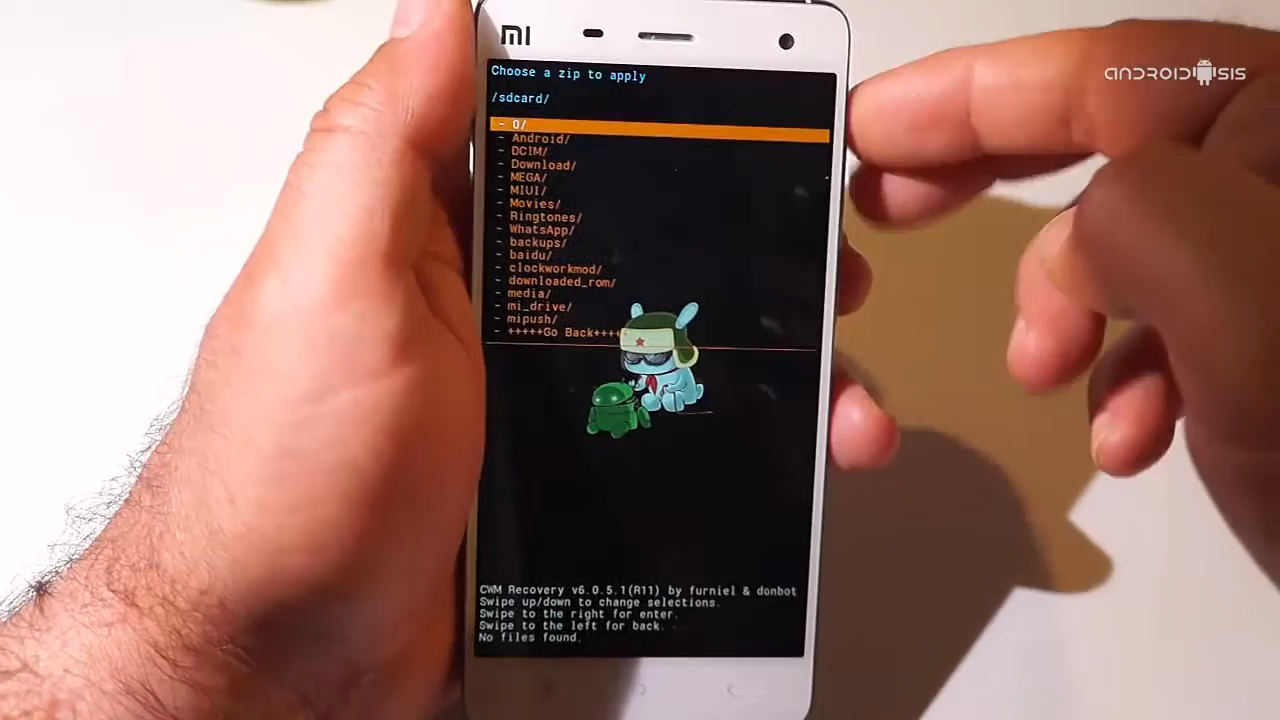 MI
ANDROIDSIS
Choose a zip to apply
/sdcard/
- 0/
- Android/
- DCIM/
- Download/
- MEGA/
- MIUI/
- Movies/
- Ringtones/
- WhatsApp/
- backups/
- baidu/
- clockworkmod/
- downloaded_rom/
- media/
- mi_drive/
- mipush/
- +++++Go Back+++++
CWM Recovery v6.0.5.1(R11) by furniel & donbot
Swipe up/down to change selections.
Swipe to the right for enter.
Swipe to the left for back.
No files found.